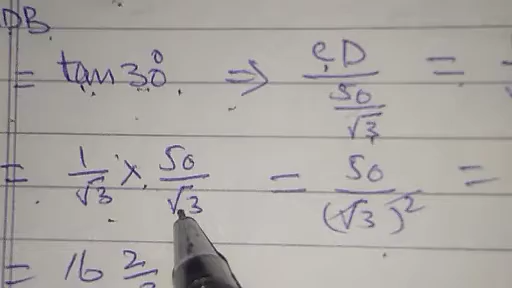 DB
= tan 30° ⇒ CD / (50/√3) =
= 1/√3 × 50/√3 = 50/(√3)² =
= 16 2/